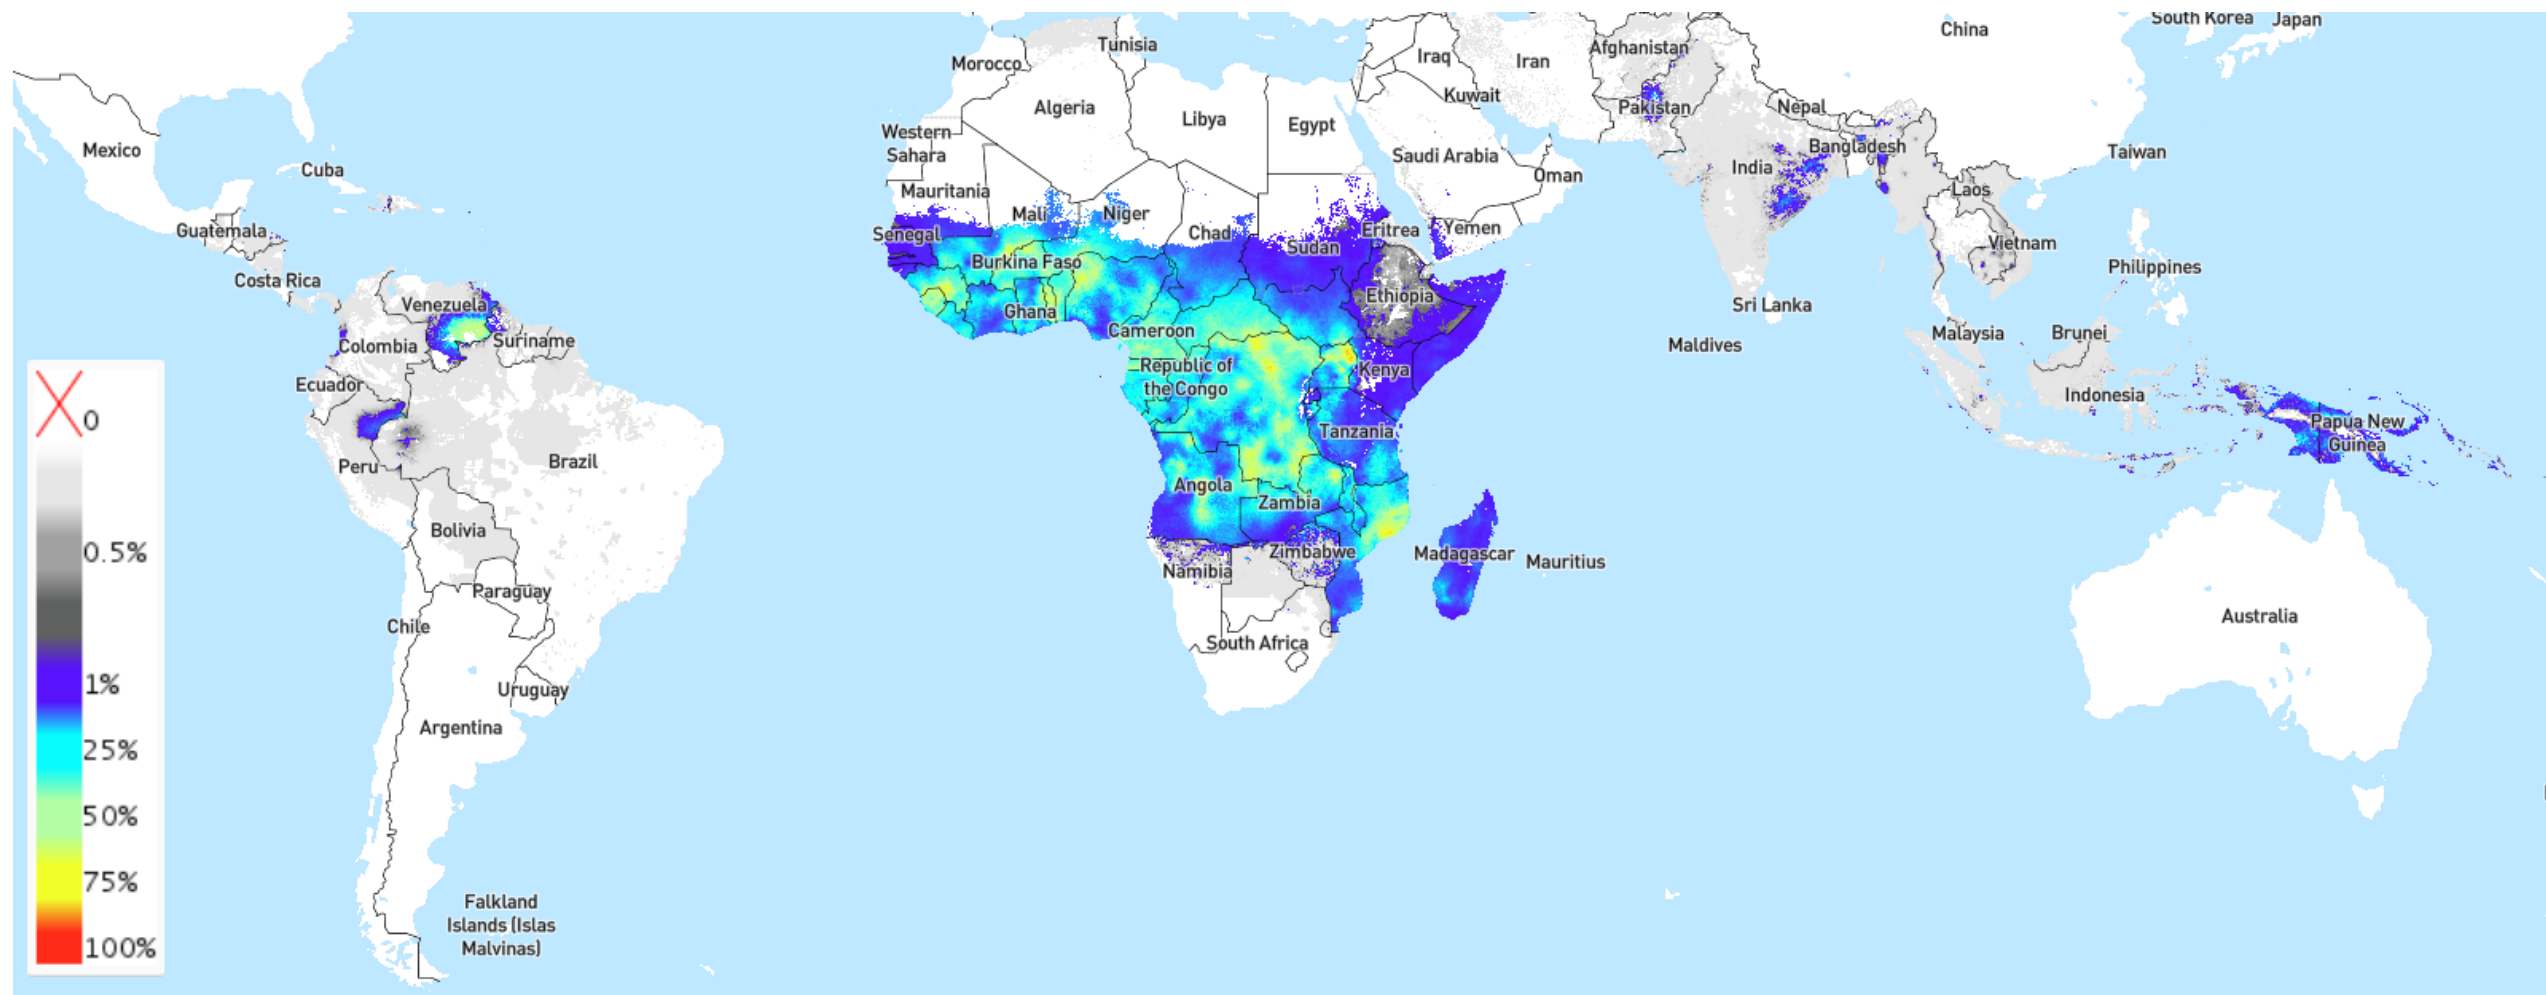 South Korea
Japan
China
Tunisia
Afghanistan
Morocco
Iraq
Iran
Kuwait
Algeria
Libya
Egypt
Pakistan
Nepal
Western
Sahara
Mexico
Cuba
Saudi Arabia
Bangladesh
Taiwan
India
Oman
Mauritania
Laos
Mali
Niger
Guatemala
Senegal
Chad
Sudan
Eritrea
Yemen
Vietnam
Burkina Faso
Costa Rica
Philippines
Venezuela
Ethiopia
Ghana
Sri Lanka
Cameroon
Malaysia
Brunei
Colombia
Suriname
Maldives
Republic of
the Congo
Kenya
Ecuador
Indonesia
0
Tanzania
Papua New
Guinea
Peru
Brazil
Angola
Zambia
Bolivia
0.5%
Zimbabwe
Madagascar
Mauritius
Namibia
Paraguay
Australia
Chile
South Africa
1%
Uruguay
Argentina
25%
50%
75%
Falkland
Islands (Islas
Malvinas)
100%